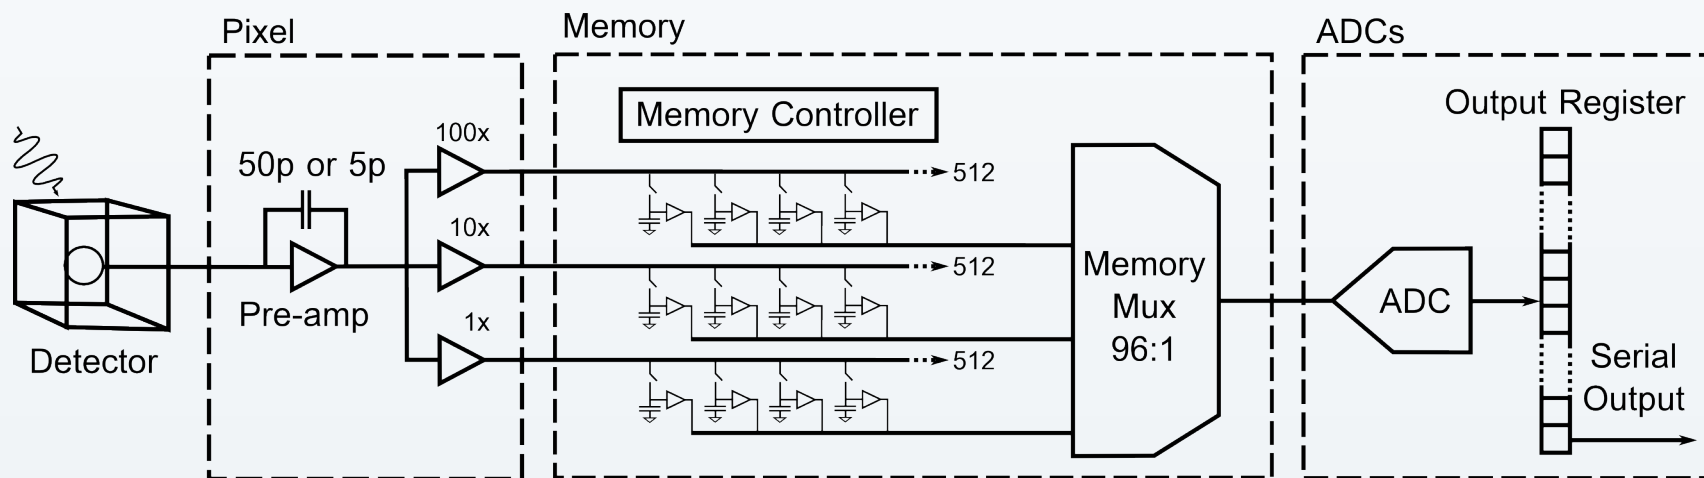 Pixel
Memory
ADCs
Memory Controller
Output Register
100x
50p or 5p
512
10x
512
Pre-amp
1x
512
Detector
Memory
Mux
96:1
ADC
Serial
Output